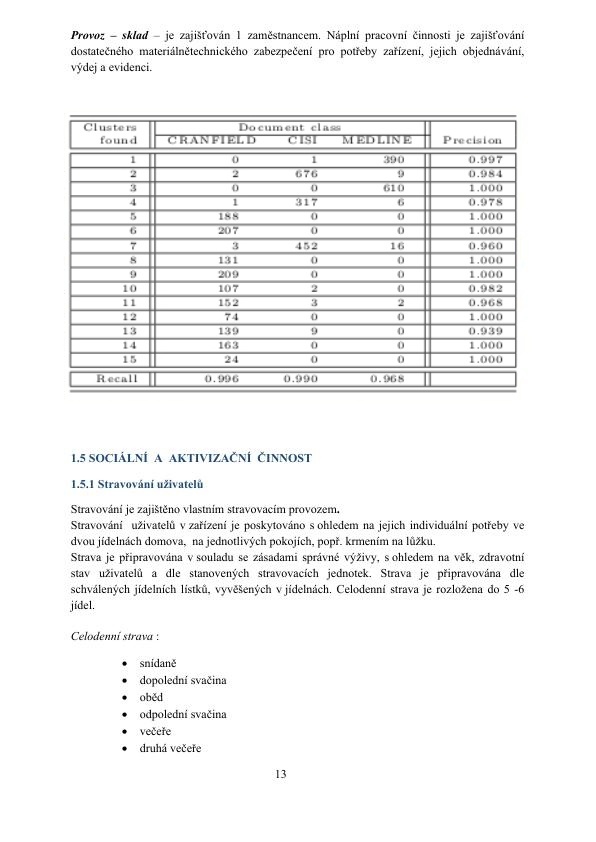 Provoz – sklad – je zajišťován 1 zaměstnancem. Náplní pracovní činnosti je zajišťování
dostatečného materiálnětechnického zabezpečení pro potřeby zařízení, jejich objednávání,
výdej a evidenci.
Clusters Document class
found CRANFIELD CISI MEDLINE Precision
1 0 1 390 0.997
2 2 676 9 0.984
3 0 0 610 1.000
4 1 317 6 0.978
5 188 0 0 1.000
6 207 0 0 1.000
7 3 452 16 0.960
8 131 0 0 1.000
9 209 0 0 1.000
10 107 2 0 0.982
11 152 3 2 0.968
12 74 0 0 1.000
13 139 9 0 0.939
14 163 0 0 1.000
15 24 0 0 1.000
Recall 0.996 0.990 0.968
1.5 SOCIÁLNÍ A AKTIVIZAČNÍ ČINNOST
1.5.1 Stravování uživatelů
Stravování je zajištěno vlastním stravovacím provozem.
Stravování uživatelů v zařízení je poskytováno s ohledem na jejich individuální potřeby ve
dvou jídelnách domova, na jednotlivých pokojích, popř. krmením na lůžku.
Strava je připravována v souladu se zásadami správné výživy, s ohledem na věk, zdravotní
stav uživatelů a dle stanovených stravovacích jednotek. Strava je připravována dle
schválených jídelních lístků, vyvěšených v jídelnách. Celodenní strava je rozložena do 5 -6
jídel.
Celodenní strava :
• snídaně
• dopolední svačina
• oběd
• odpolední svačina
• večeře
• druhá večeře
13